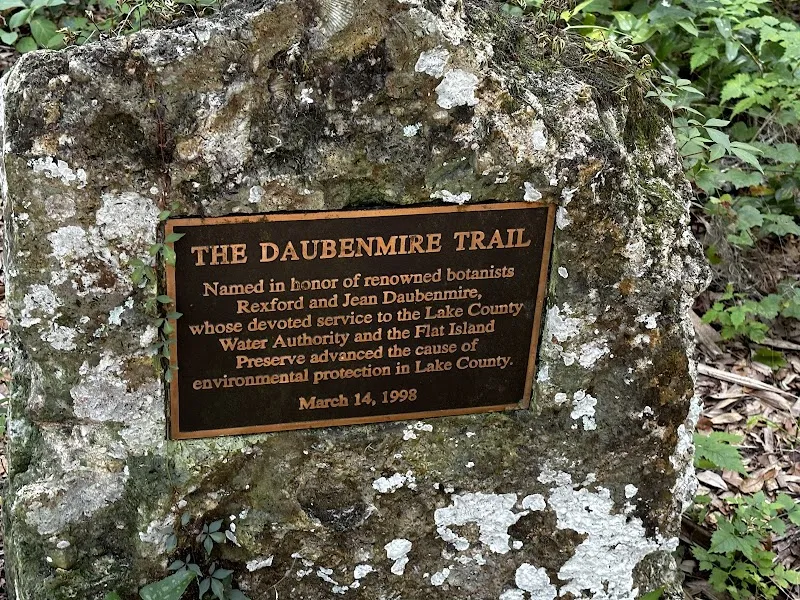 THE DAUBENMIRE TRAIL
Named in honor of renowned botanists
Rexford and Jean Daubenmire,
whose devoted service to the Lake County
Water Authority and the Flat Island
Preserve advanced the cause of
environmental protection in Lake County.
March 14, 1998